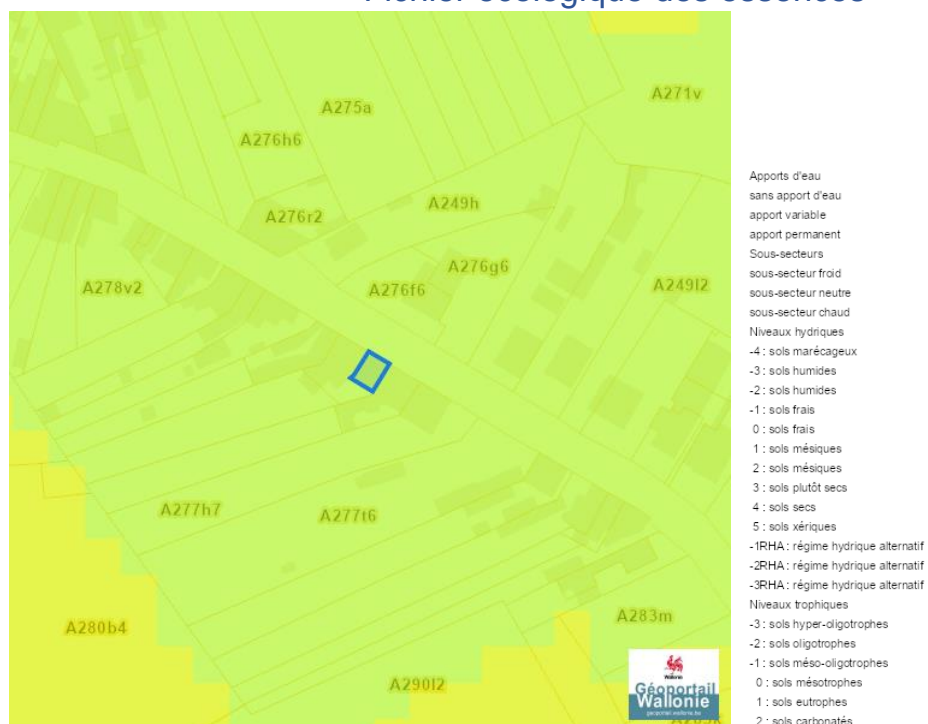 Fichier écologique des essences
A275a
A271v
A276h6
A249h
A276r2
A276g6
A278v2
A276f6
A249l2
A277h7
A277t6
A283m
A280b4
A290l2
Wallonie
Géoportail
Wallonie
geoportail.wallonie.be
Apports d'eau
sans apport d'eau
apport variable
apport permanent
Sous-secteurs
sous-secteur froid
sous-secteur neutre
sous-secteur chaud
Niveaux hydriques
-4 : sols marécageux
-3 : sols humides
-2 : sols humides
-1 : sols frais
0 : sols frais
1 : sols mésiques
2 : sols mésiques
3 : sols plutôt secs
4 : sols secs
5 : sols xériques
-1RHA : régime hydrique alternatif
-2RHA : régime hydrique alternatif
-3RHA : régime hydrique alternatif
Niveaux trophiques
-3 : sols hyper-oligotrophes
-2 : sols oligotrophes
-1 : sols méso-oligotrophes
0 : sols mésotrophes
1 : sols eutrophes
2 : sols carbonatés